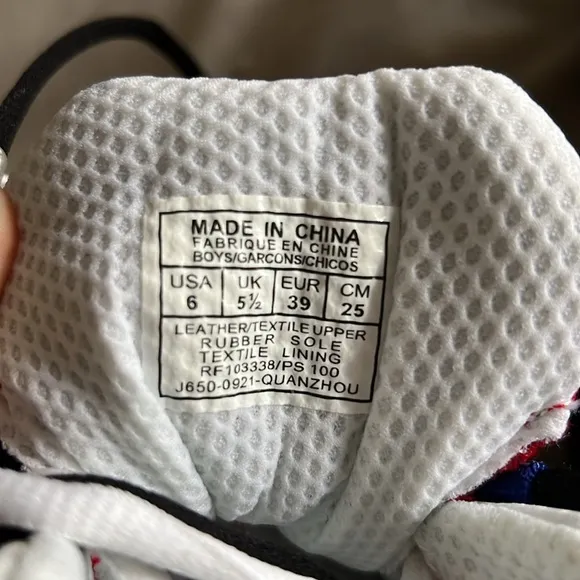 MADE IN CHINA
FABRIQUE EN CHINE
BOYS/GARCONS/CHICOS
USA UK EUR CM
6 5½ 39 25
LEATHER/TEXTILE UPPER
RUBBER SOLE
TEXTILE LINING
RF103338/PS 100
J650-0921-QUANZHOU